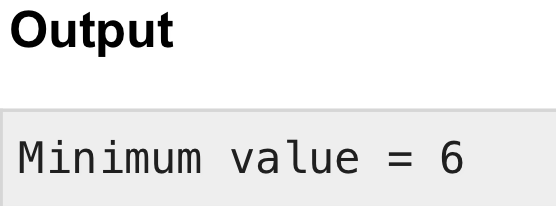 Output
Minimum value = 6